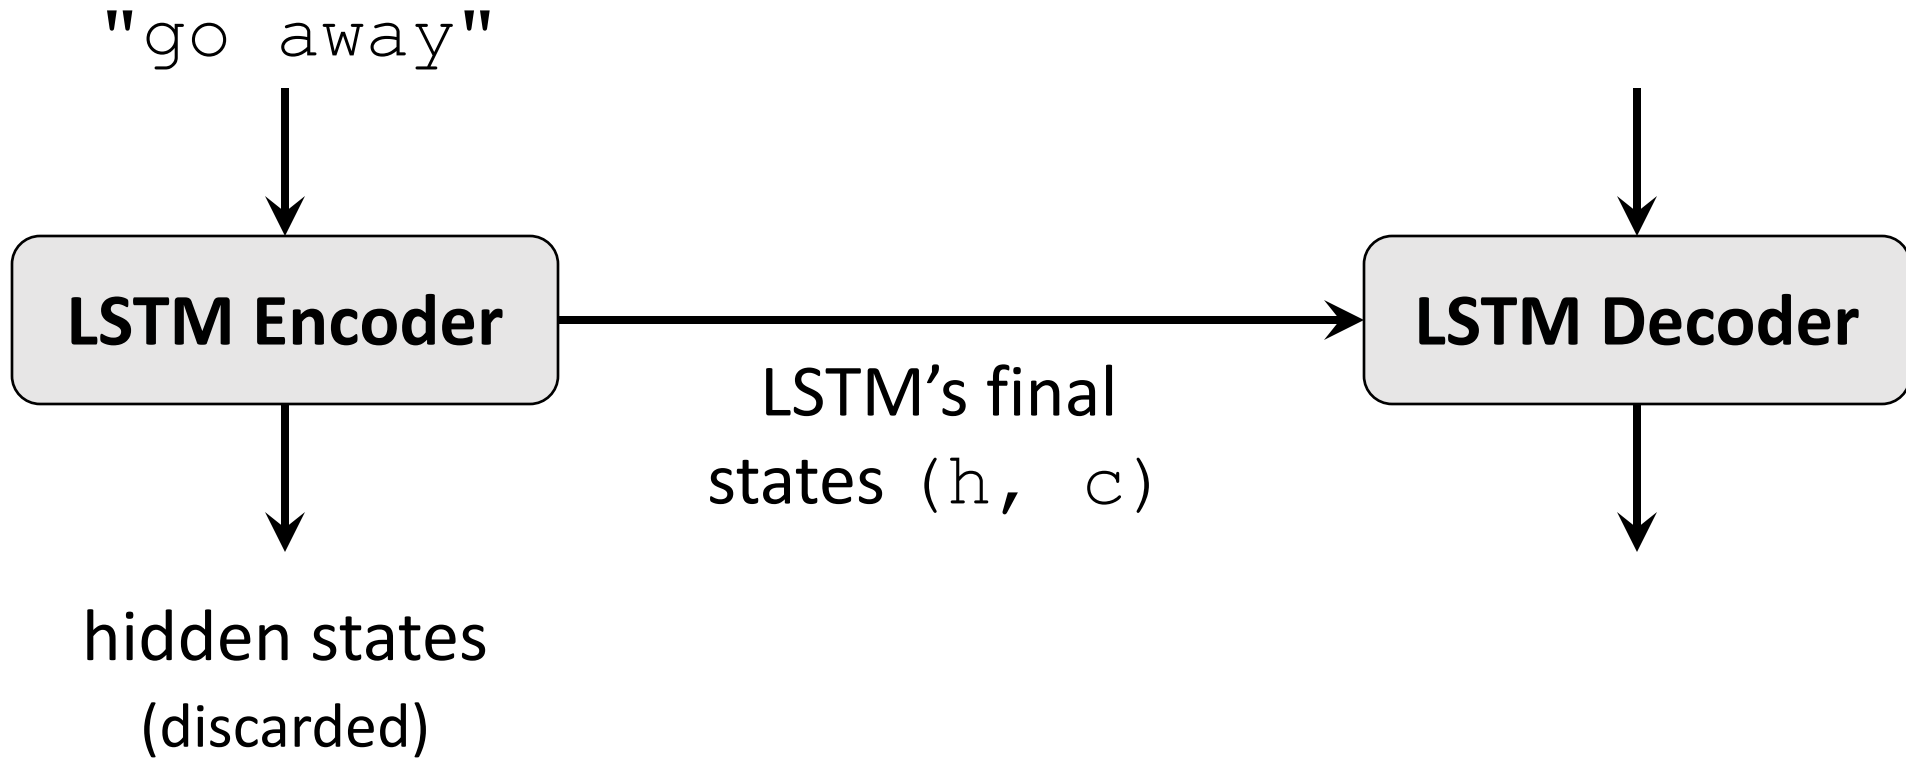 "go away"
LSTM Encoder
LSTM Decoder
LSTM’s final
states (h, c)
hidden states
(discarded)